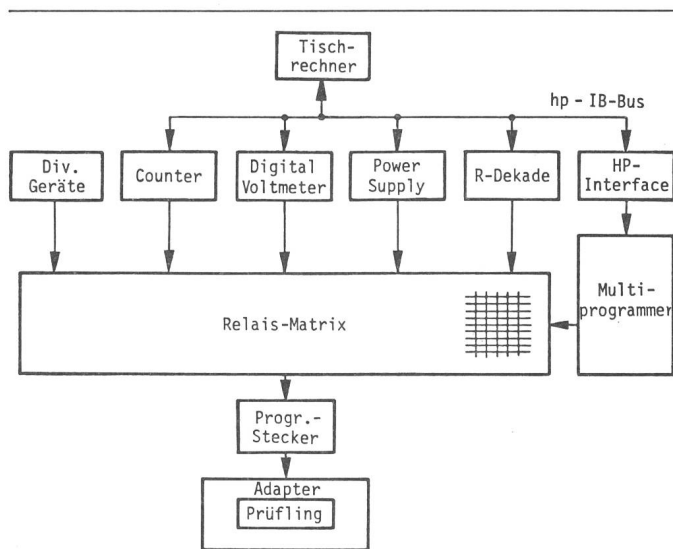 Tisch-
rechner
hp - IB-Bus
Div.
Geräte
Counter
Digital
Voltmeter
Power
Supply
R-Dekade
HP-
Interface
Relais-Matrix
Multi-
programmer
Progr.-
Stecker
Adapter
Prüfling